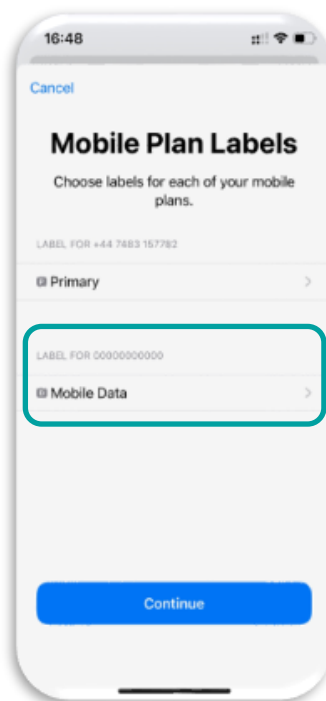 16:48
Cancel
Mobile Plan Labels
Choose labels for each of your mobile
plans.
LABEL FOR +44 7483 157782
Primary
LABEL FOR 00000000000
Mobile Data
Continue